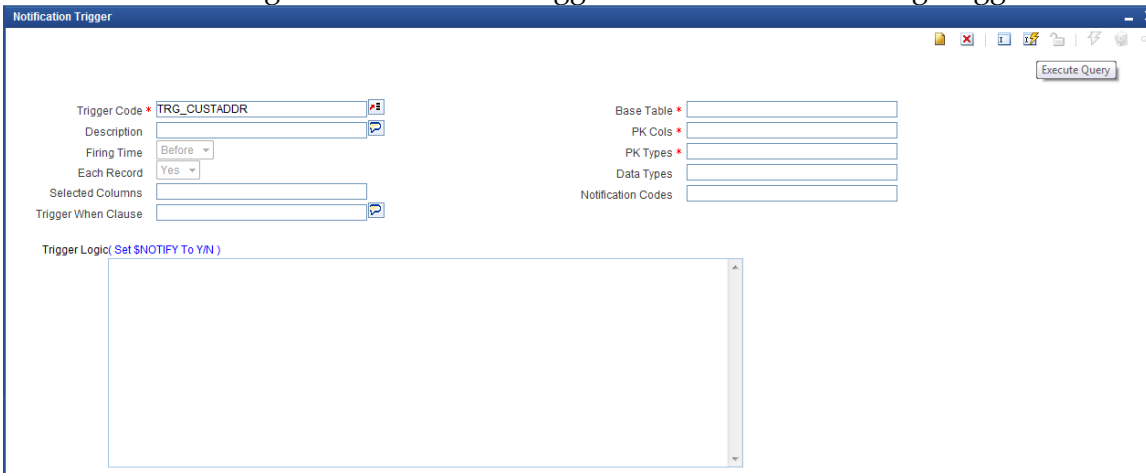 Notification Trigger
Execute Query
Trigger Code * TRG_CUSTADDR
Base Table *
Description
PK Cols *
Firing Time Before
PK Types *
Each Record Yes
Data Types
Selected Columns
Notification Codes
Trigger When Clause
Trigger Logic( Set $NOTIFY To Y/N )